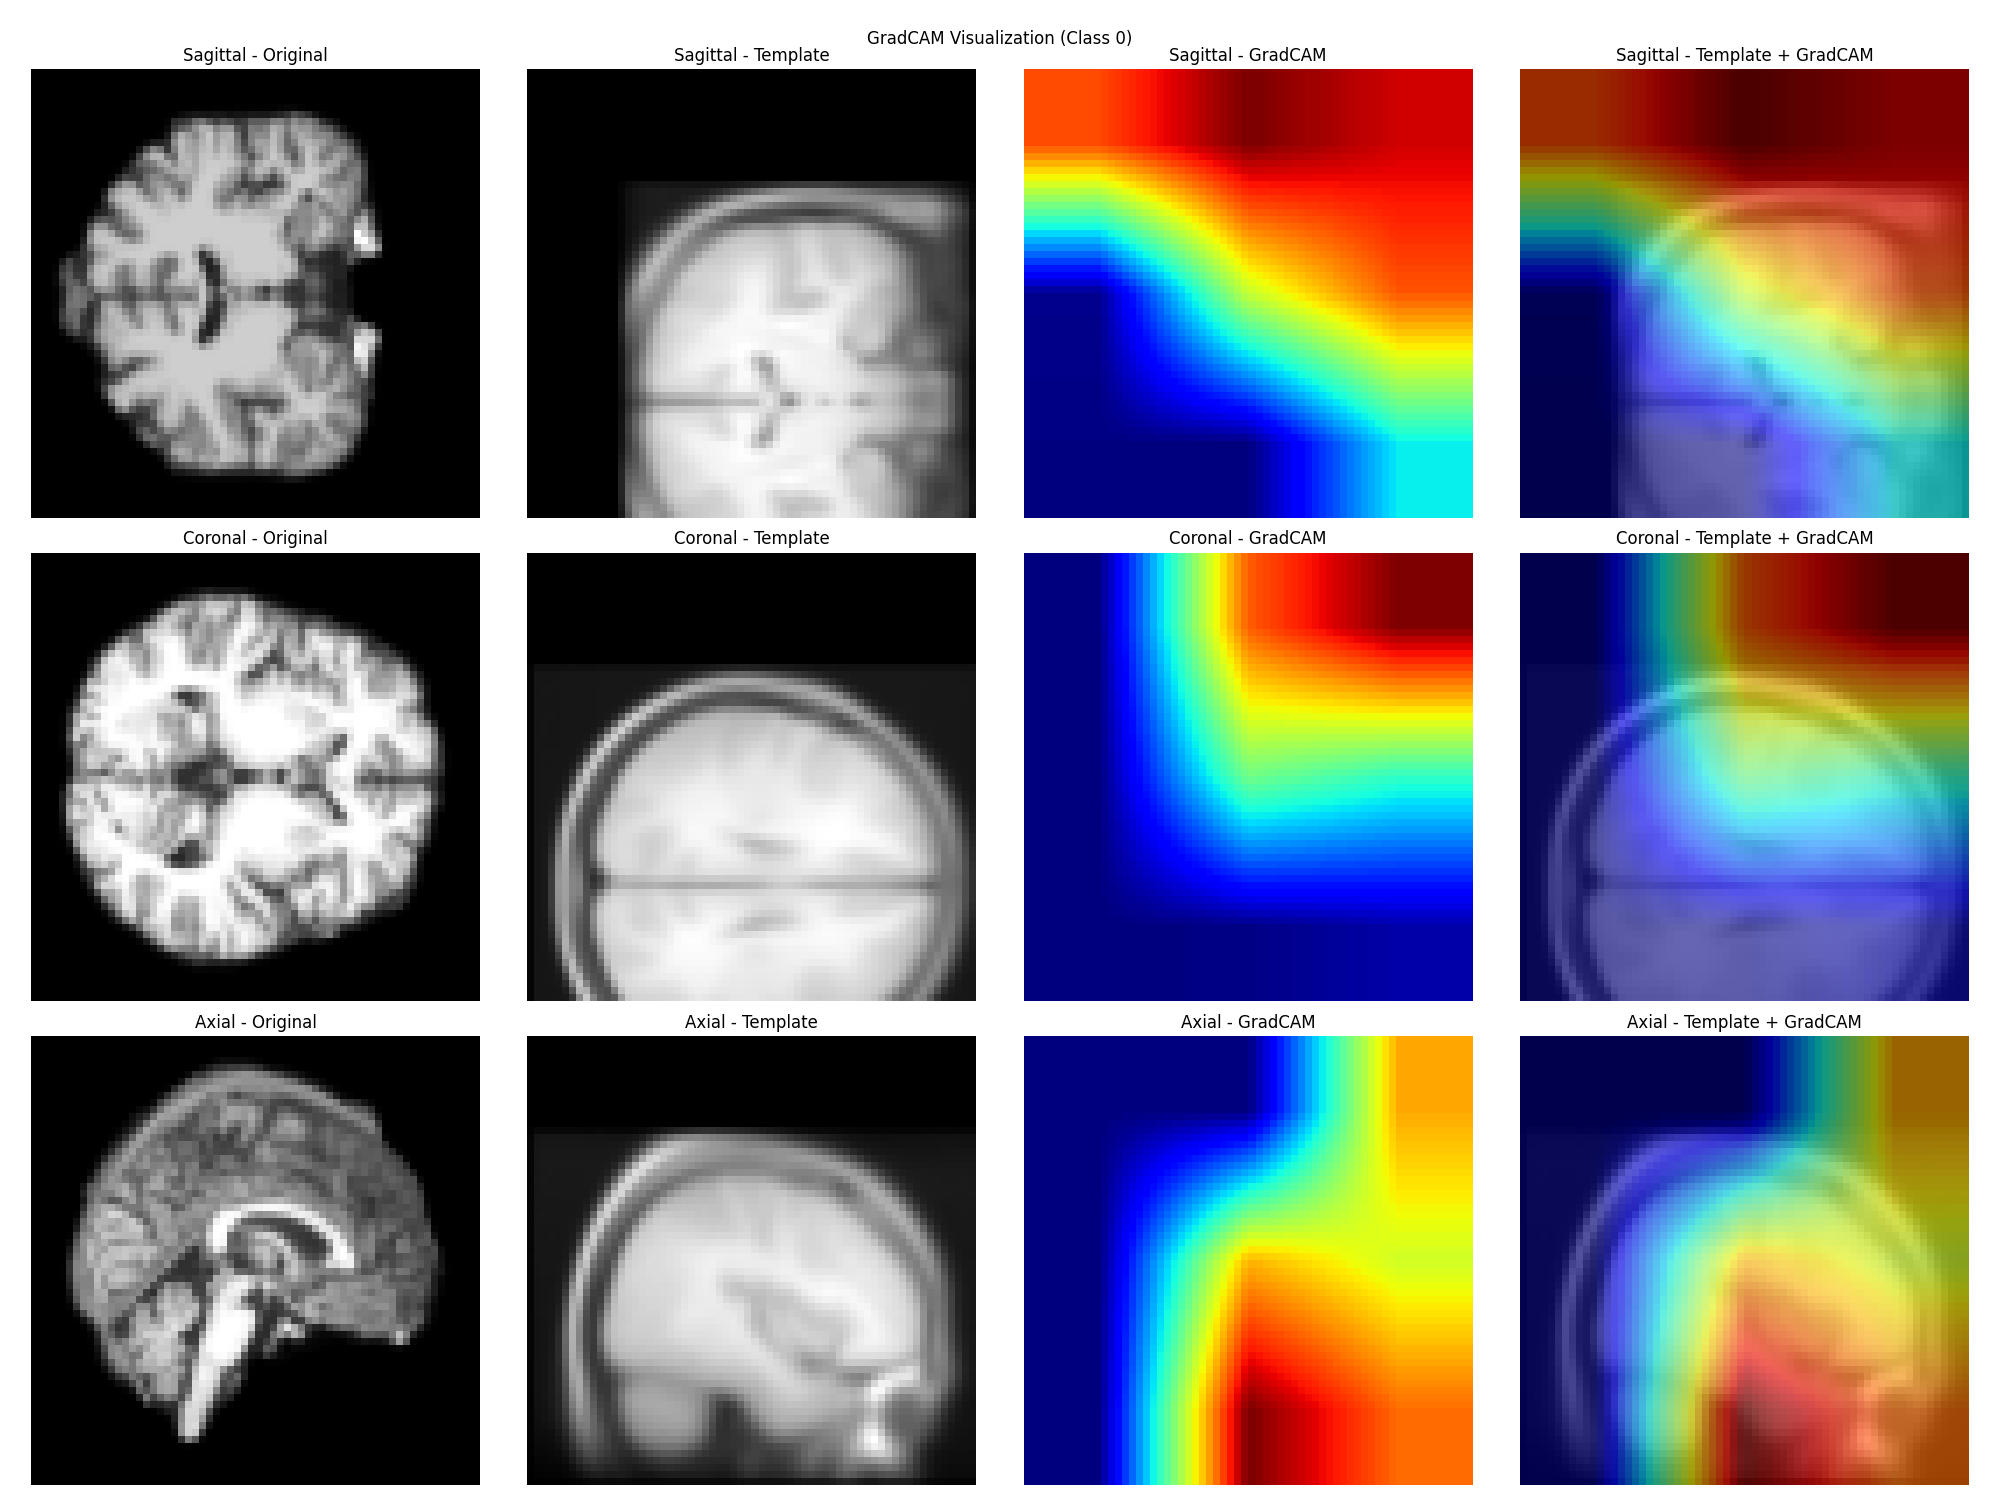 GradCAM Visualization (Class 0)
Sagittal - Original
Sagittal - Template
Sagittal - GradCAM
Sagittal - Template + GradCAM
Coronal - Original
Coronal - Template
Coronal - GradCAM
Coronal - Template + GradCAM
Axial - Original
Axial - Template
Axial - GradCAM
Axial - Template + GradCAM